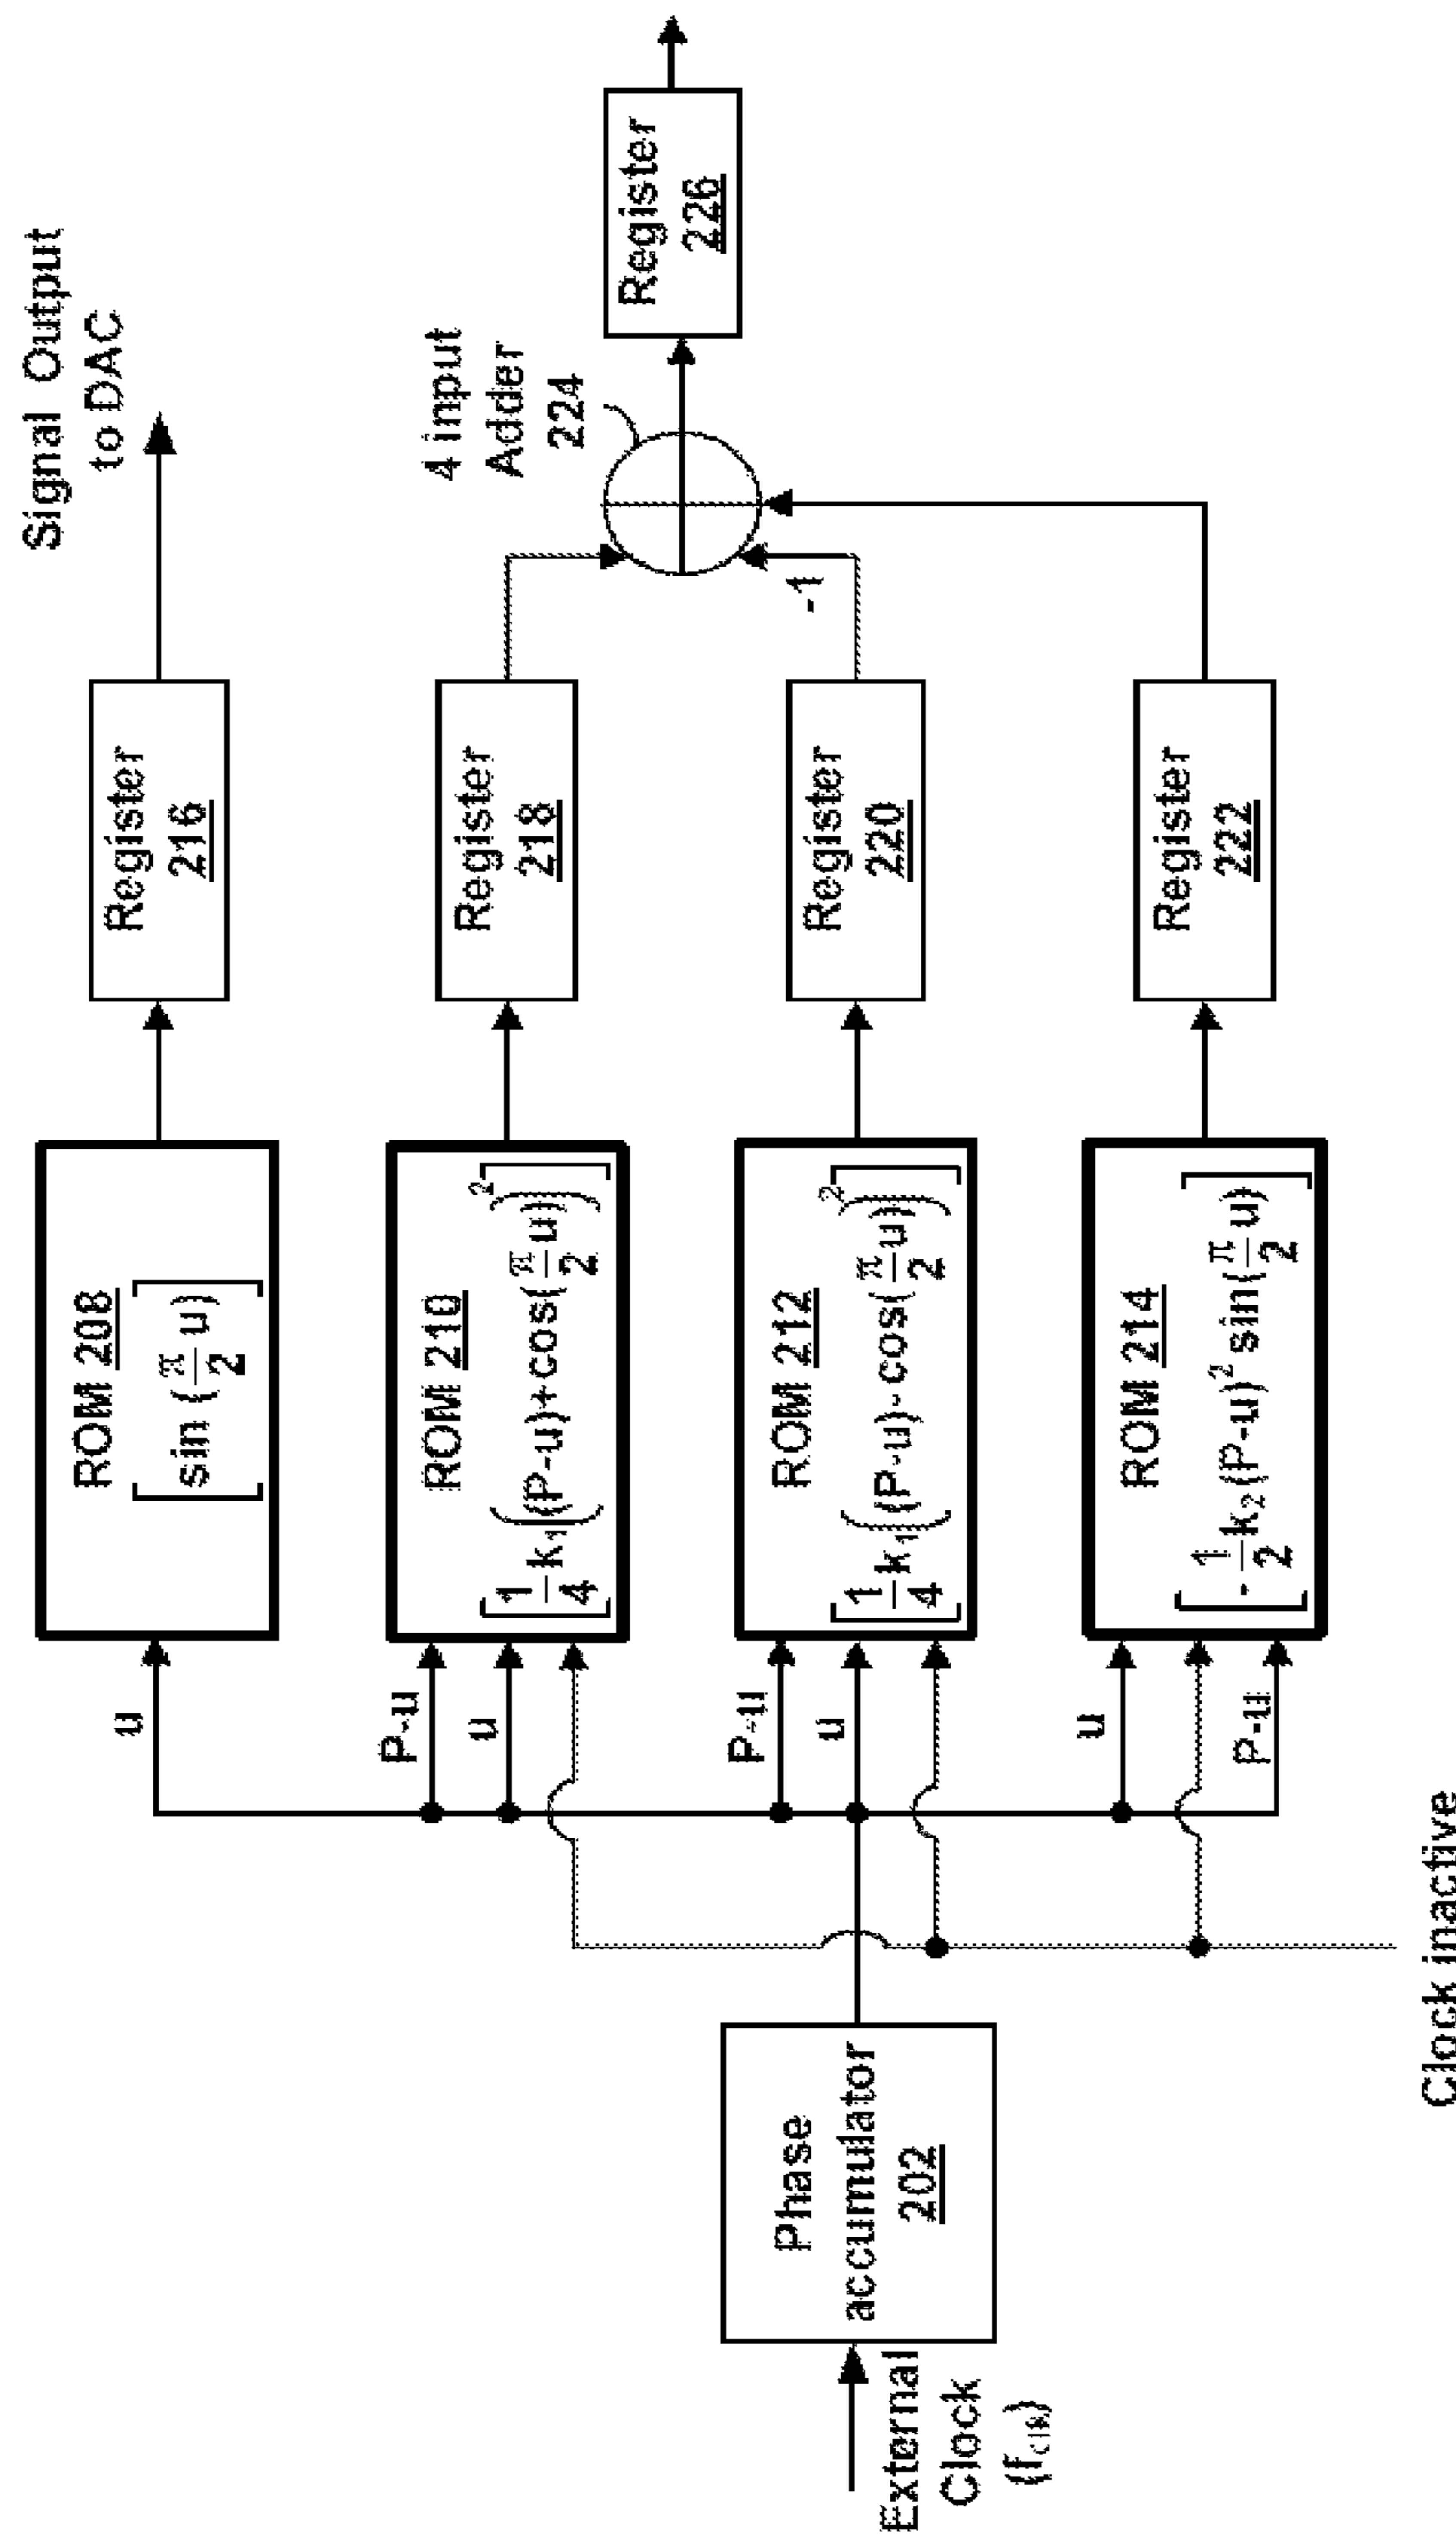 Signal Output
to DAC
ROM 208
[sin (π/2 u)]
Register
216
u
P-u
u
ROM 210
[1/4 k₁((P-u)+cos(π/2 u))²]
Register
218
4 input
Adder
224
Register
226
External
Clock
(f_clk)
Phase
accumulator
202
P-u
u
ROM 212
[1/4 k₁((P-u)-cos(π/2 u))²]
Register
220
-1
u
P-u
ROM 214
[-1/2 k₂(P-u)² sin(π/2 u)]
Register
222
Clock inactive